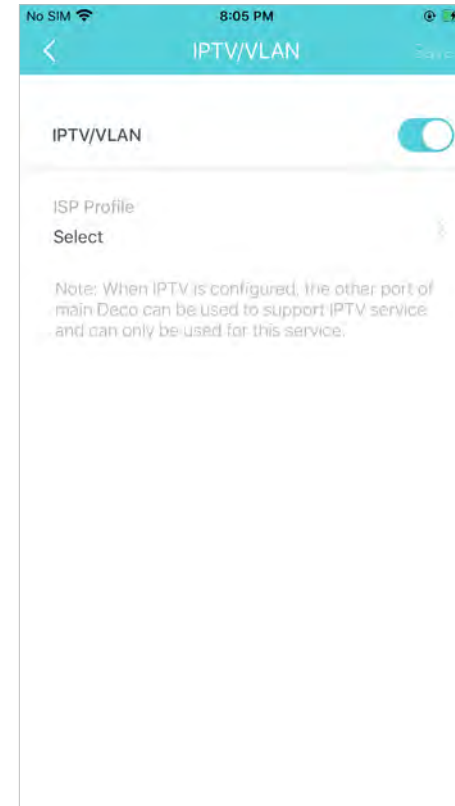 No SIM 8:05 PM
IPTV/VLAN Save
IPTV/VLAN
ISP Profile
Select
Note: When IPTV is configured, the other port of
main Deco can be used to support IPTV service
and can only be used for this service.